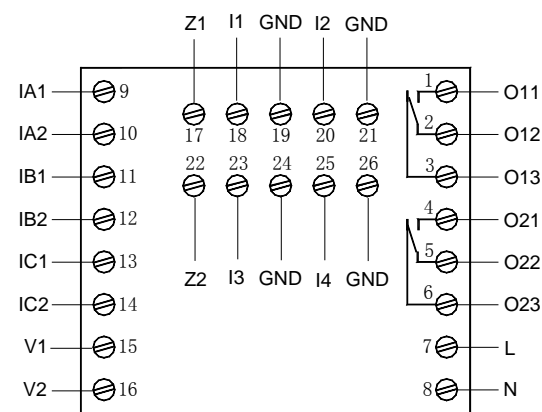 Z1 I1 GND I2 GND
IA1 9 1 O11
17 18 19 20 21
IA2 10 2 O12
22 23 24 25 26
IB1 11 3 O13
IB2 12 4 O21
IC1 13 5 O22
Z2 I3 GND I4 GND
IC2 14 6 O23
V1 15 7 L
V2 16 8 N